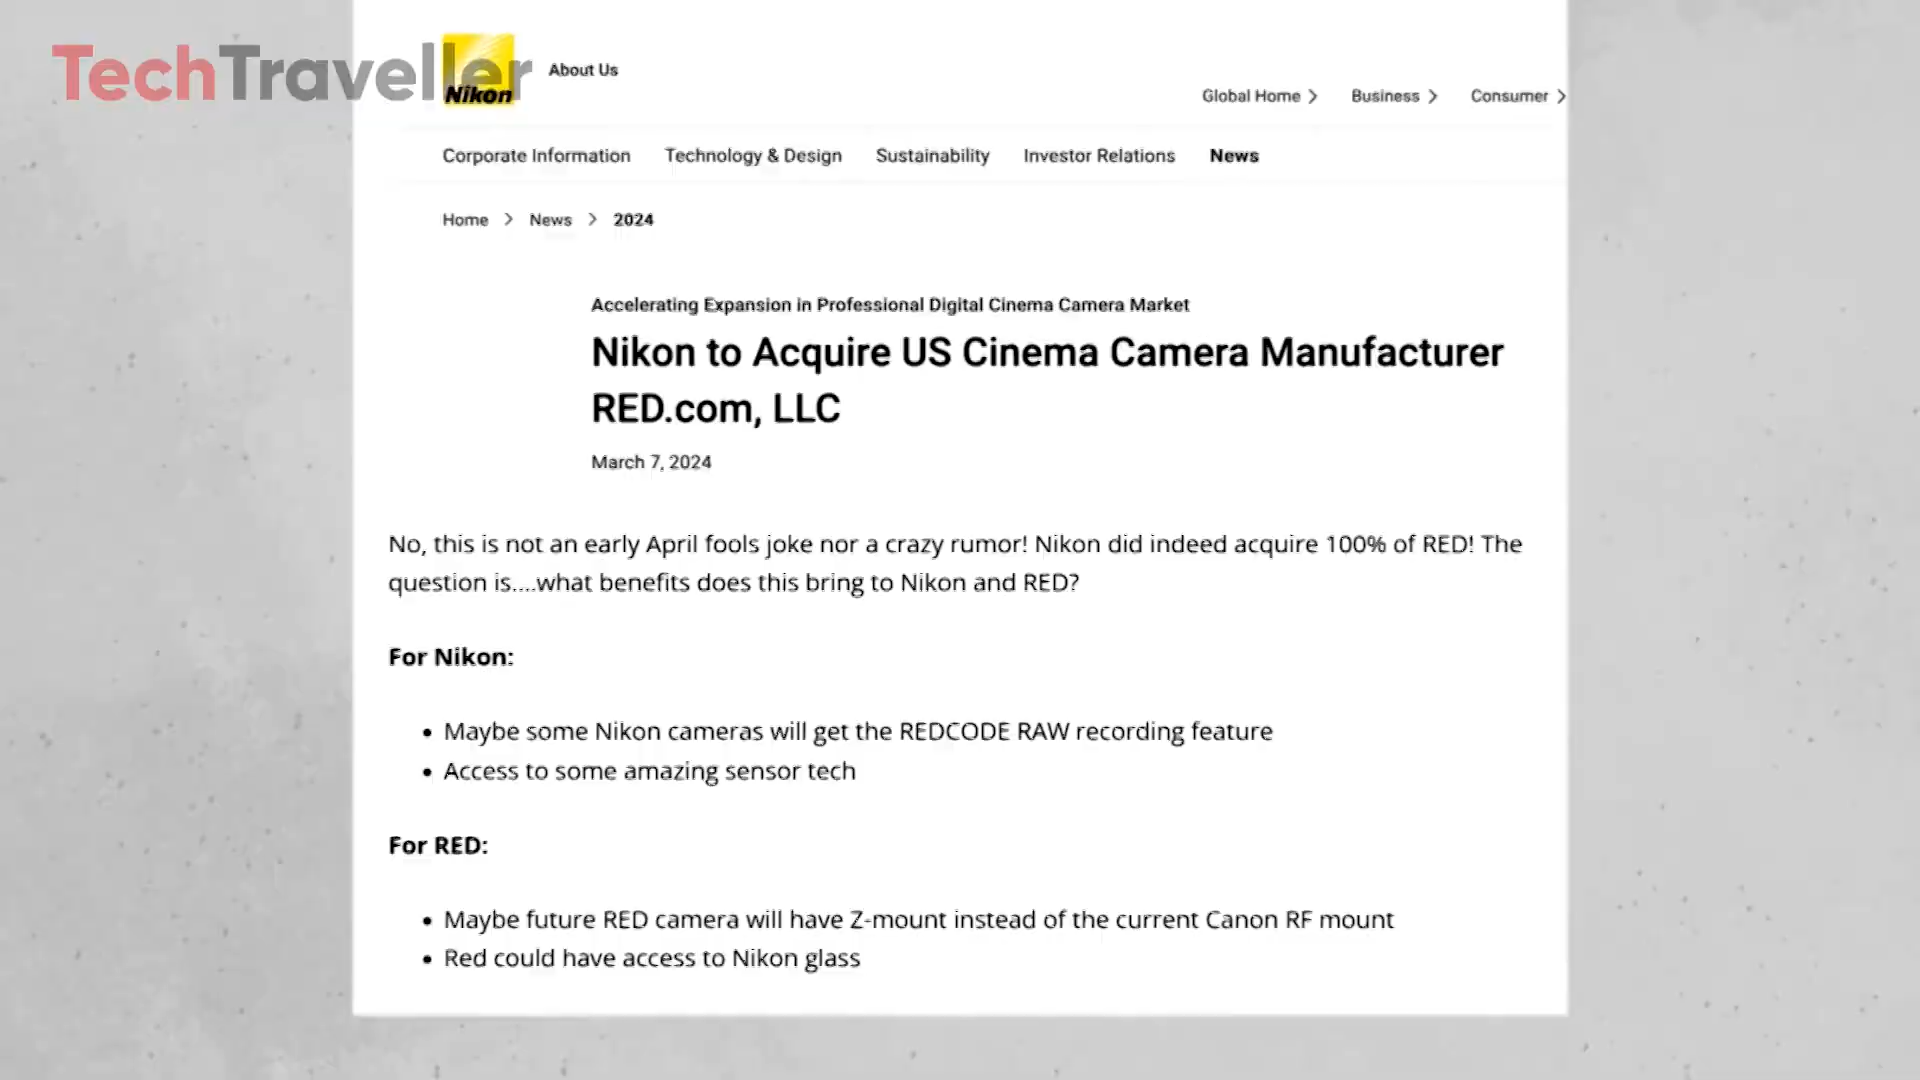 TechTraveller
Nikon
About Us
Global Home
Business
Consumer
Corporate Information
Technology & Design
Sustainability
Investor Relations
News
Home > News > 2024
Accelerating Expansion in Professional Digital Cinema Camera Market
Nikon to Acquire US Cinema Camera Manufacturer
RED.com, LLC
March 7, 2024
No, this is not an early April fools joke nor a crazy rumor! Nikon did indeed acquire 100% of RED! The
question is....what benefits does this bring to Nikon and RED?
For Nikon:
• Maybe some Nikon cameras will get the REDCODE RAW recording feature
• Access to some amazing sensor tech
For RED:
• Maybe future RED camera will have Z-mount instead of the current Canon RF mount
• Red could have access to Nikon glass